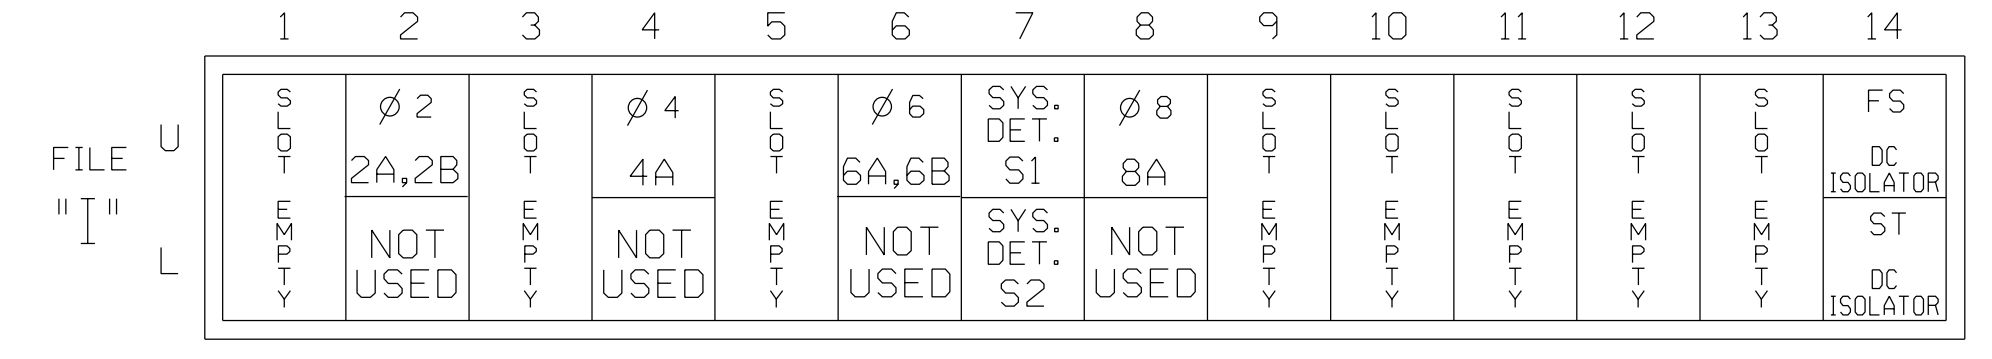 1 2 3 4 5 6 7 8 9 10 11 12 13 14
FILE
"I"
U
L
SLOT EMPTY
Ø 2
2A,2B
NOT
USED
SLOT EMPTY
Ø 4
4A
NOT
USED
SLOT EMPTY
Ø 6
6A,6B
NOT
USED
SYS.
DET.
S1
SYS.
DET.
S2
Ø 8
8A
NOT
USED
SLOT EMPTY
SLOT EMPTY
SLOT EMPTY
SLOT EMPTY
SLOT EMPTY
FS
DC
ISOLATOR
ST
DC
ISOLATOR